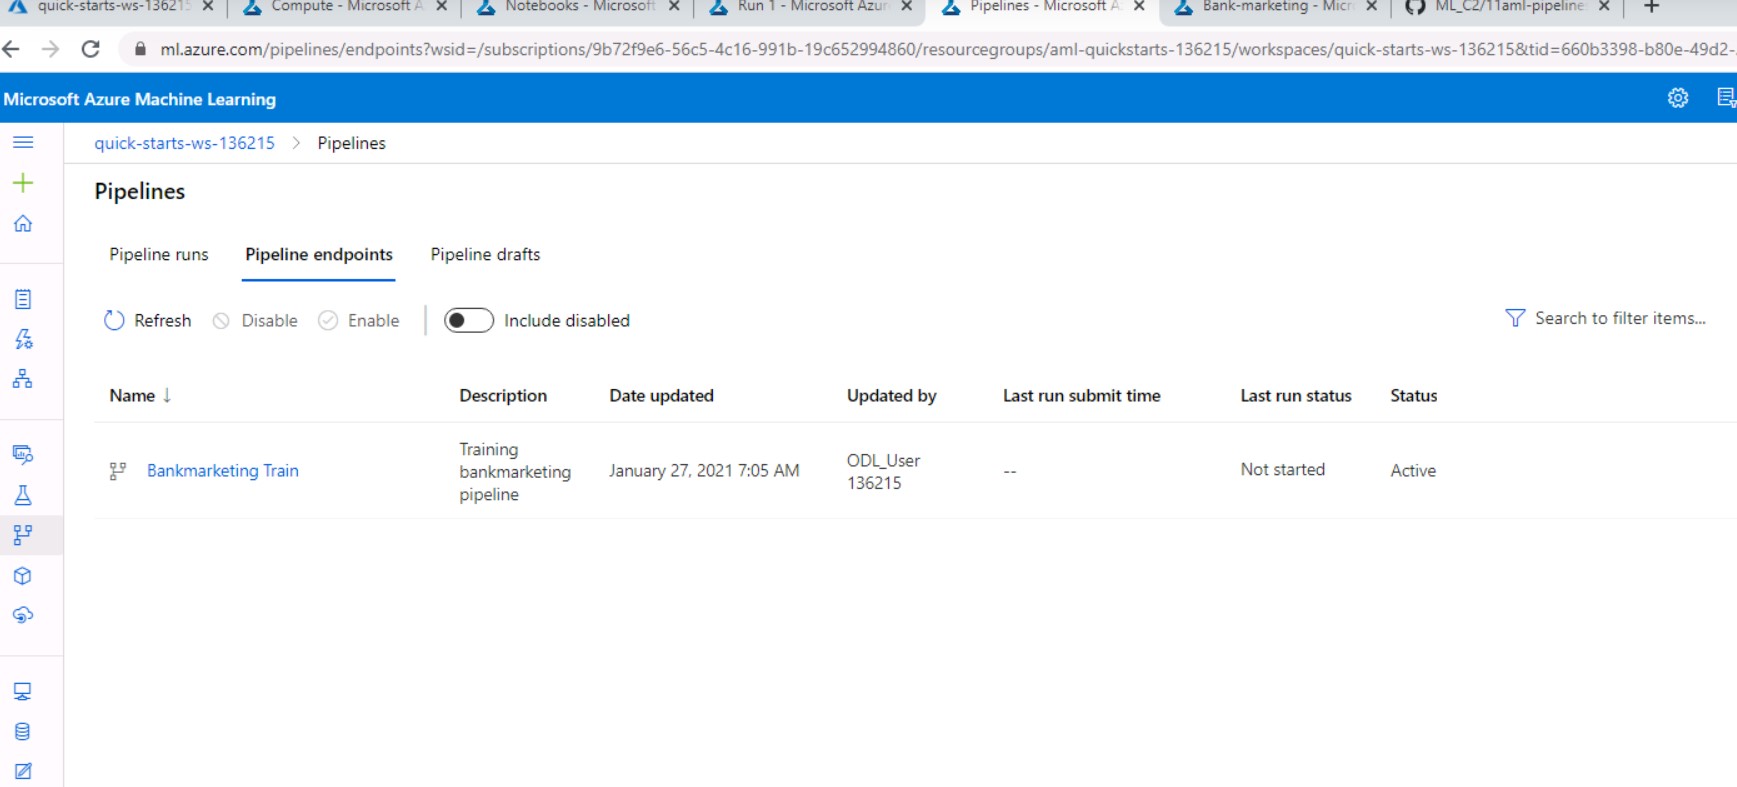 quick-starts-ws-13621
Compute - Microsoft A
Notebooks - Microsoft
Run 1 - Microsoft Azur
Pipelines - Microsoft A
Bank-marketing - Micr
ML_C2/11aml-pipeline
ml.azure.com/pipelines/endpoints?wsid=/subscriptions/9b72f9e6-56c5-4c16-991b-19c652994860/resourcegroups/aml-quickstarts-136215/workspaces/quick-starts-ws-136215&tid=660b3398-b80e-49d2-
Microsoft Azure Machine Learning
quick-starts-ws-136215 > Pipelines
Pipelines
Pipeline runs Pipeline endpoints Pipeline drafts
Refresh Disable Enable Include disabled Search to filter items...
Name ↓ Description Date updated Updated by Last run submit time Last run status Status
Bankmarketing Train
Training
bankmarketing
pipeline
January 27, 2021 7:05 AM
ODL_User
136215
--
Not started
Active